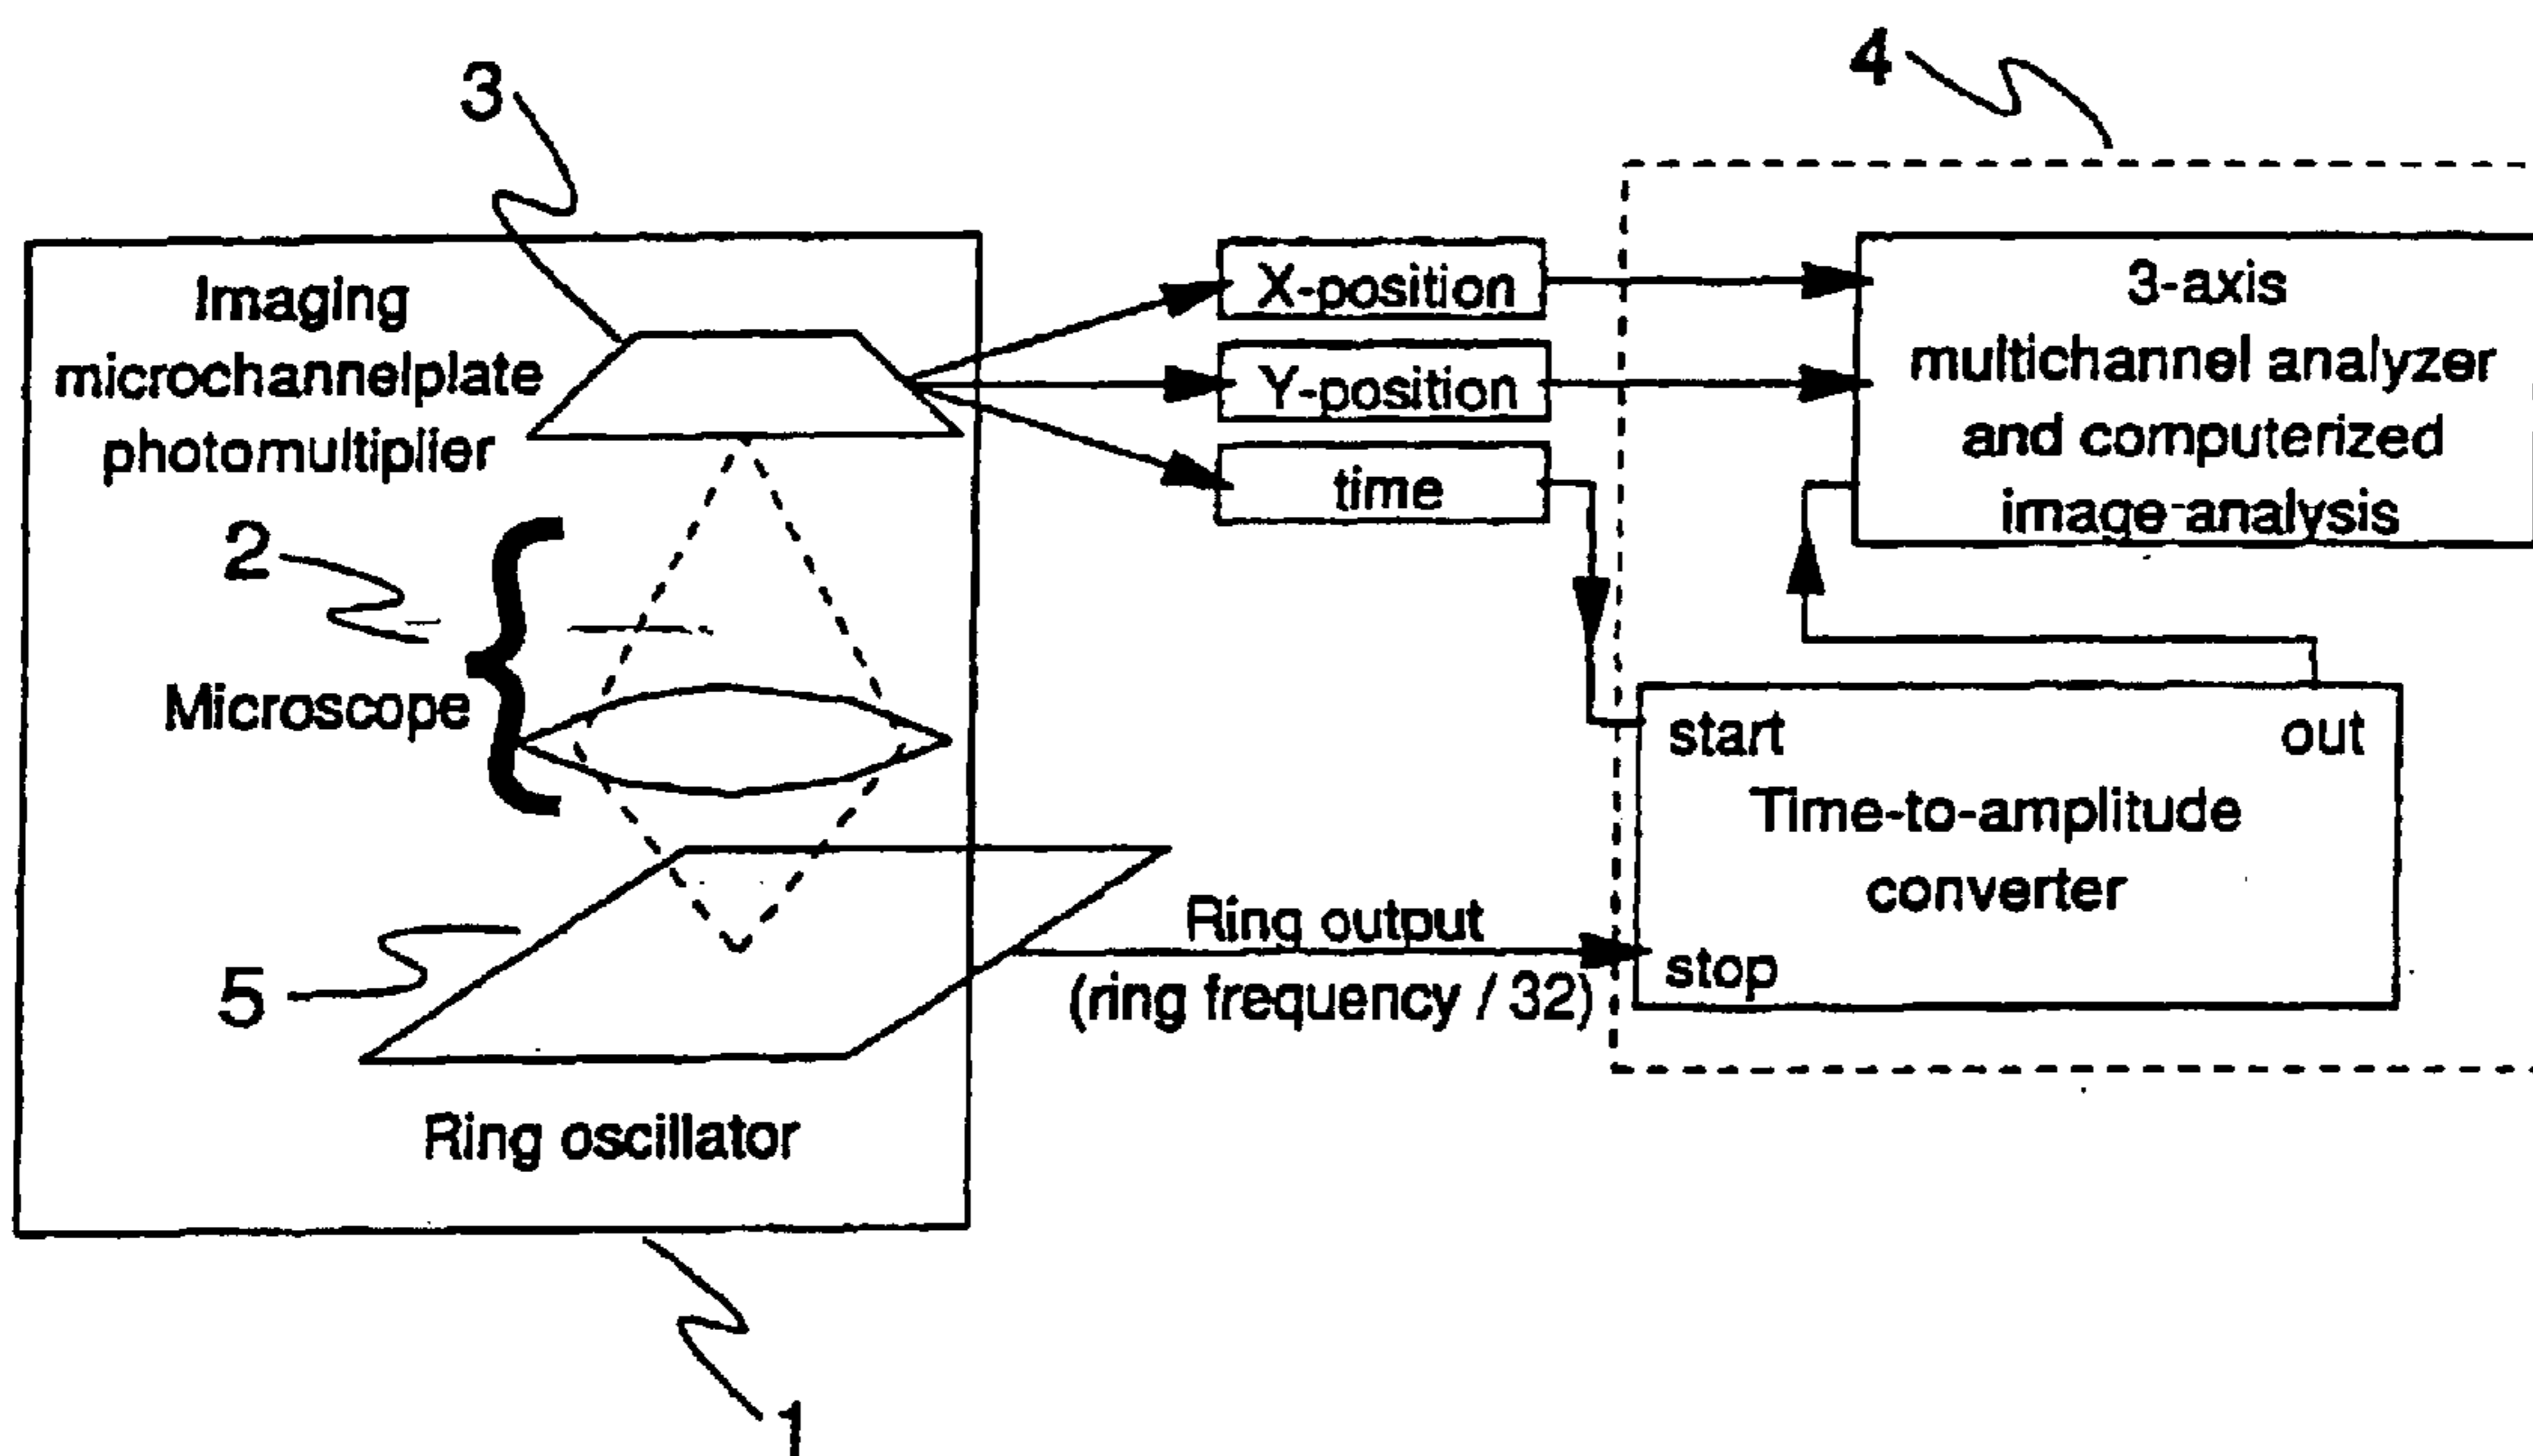 3
4
Imaging
microchannelplate
photomultiplier
X-position
Y-position
time
3-axis
multichannel analyzer
and computerized
image analysis
2
Microscope
start
out
Time-to-amplitude
converter
stop
Ring output
(ring frequency / 32)
5
Ring oscillator
1